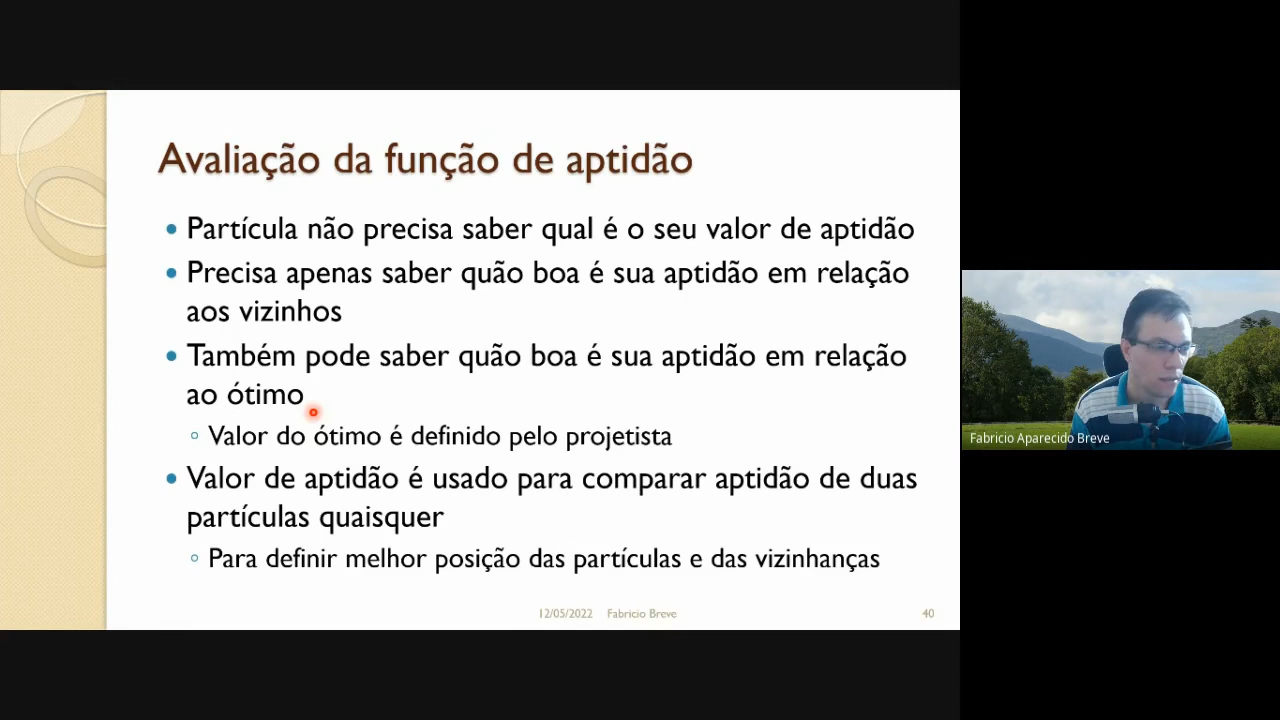 Avaliação da função de aptidão
• Partícula não precisa saber qual é o seu valor de aptidão
• Precisa apenas saber quão boa é sua aptidão em relação
aos vizinhos
• Também pode saber quão boa é sua aptidão em relação
ao ótimo
◦ Valor do ótimo é definido pelo projetista
• Valor de aptidão é usado para comparar aptidão de duas
partículas quaisquer
◦ Para definir melhor posição das partículas e das vizinhanças
12/05/2022 Fabricio Breve 40
Fabricio Aparecido Breve